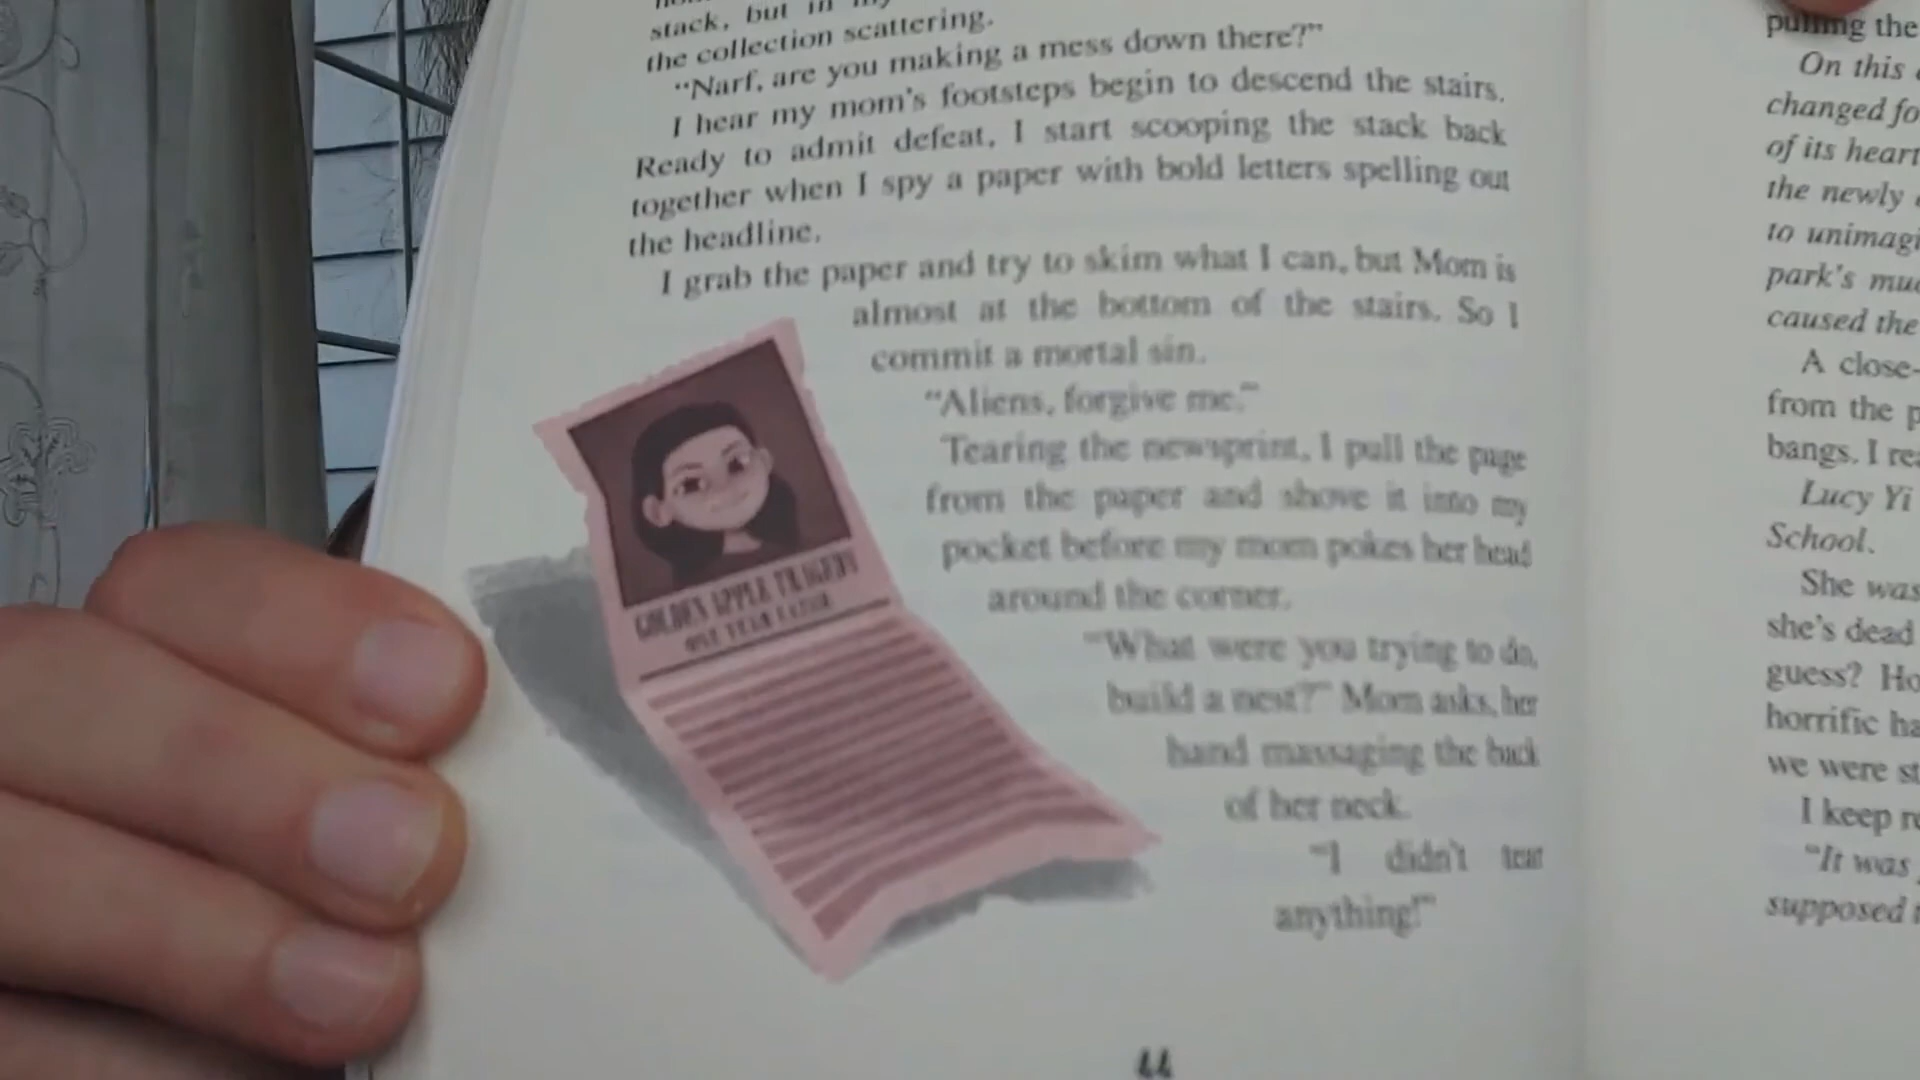 stack, but in
the collection scattering.
“Narf, are you making a mess down there?”
I hear my mom's footsteps begin to descend the stairs.
Ready to admit defeat, I start scooping the stack back
together when I spy a paper with bold letters spelling out
the headline.
I grab the paper and try to skim what I can, but Mom is
almost at the bottom of the stairs. So I
commit a mortal sin.
“Aliens, forgive me.”
Tearing the newsprint, I pull the page
from the paper and shove it into my
pocket before my mom pokes her head
around the corner.
“What were you trying to do,
build a nest?” Mom asks, her
hand massaging the back
of her neck.
“I didn't tear
anything!”
GOLDEN APPLE TRAGEDY
ONE YEAR LATER
44
pulling the
On this
changed fo
of its heart
the newly
to unimagi
park's mu
caused the
A close-
from the p
bangs. I rea
Lucy Yi
School.
She was
she's dead
guess? Ho
horrific ha
we were st
I keep re
“It was
supposed t